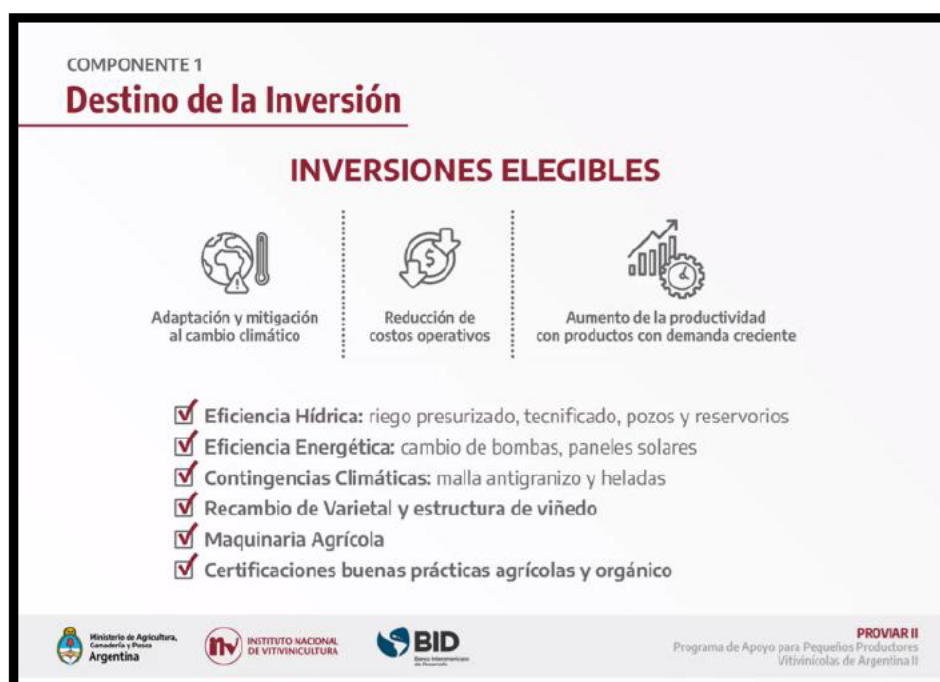 COMPONENTE 1
Destino de la Inversión
INVERSIONES ELEGIBLES
Adaptación y mitigación
al cambio climático
Reducción de
costos operativos
Aumento de la productividad
con productos con demanda creciente
Eficiencia Hídrica: riego presurizado, tecnificado, pozos y reservorios
Eficiencia Energética: cambio de bombas, paneles solares
Contingencias Climáticas: malla antigranizo y heladas
Recambio de Varietal y estructura de viñedo
Maquinaria Agrícola
Certificaciones buenas prácticas agrícolas y orgánico
Ministerio de Agricultura,
Ganadería y Pesca
Argentina
INSTITUTO NACIONAL
DE VITIVINICULTURA
BID
Banco Interamericano
de Desarrollo
PROVIAR II
Programa de Apoyo para Pequeños Productores
Vitivinícolas de Argentina II